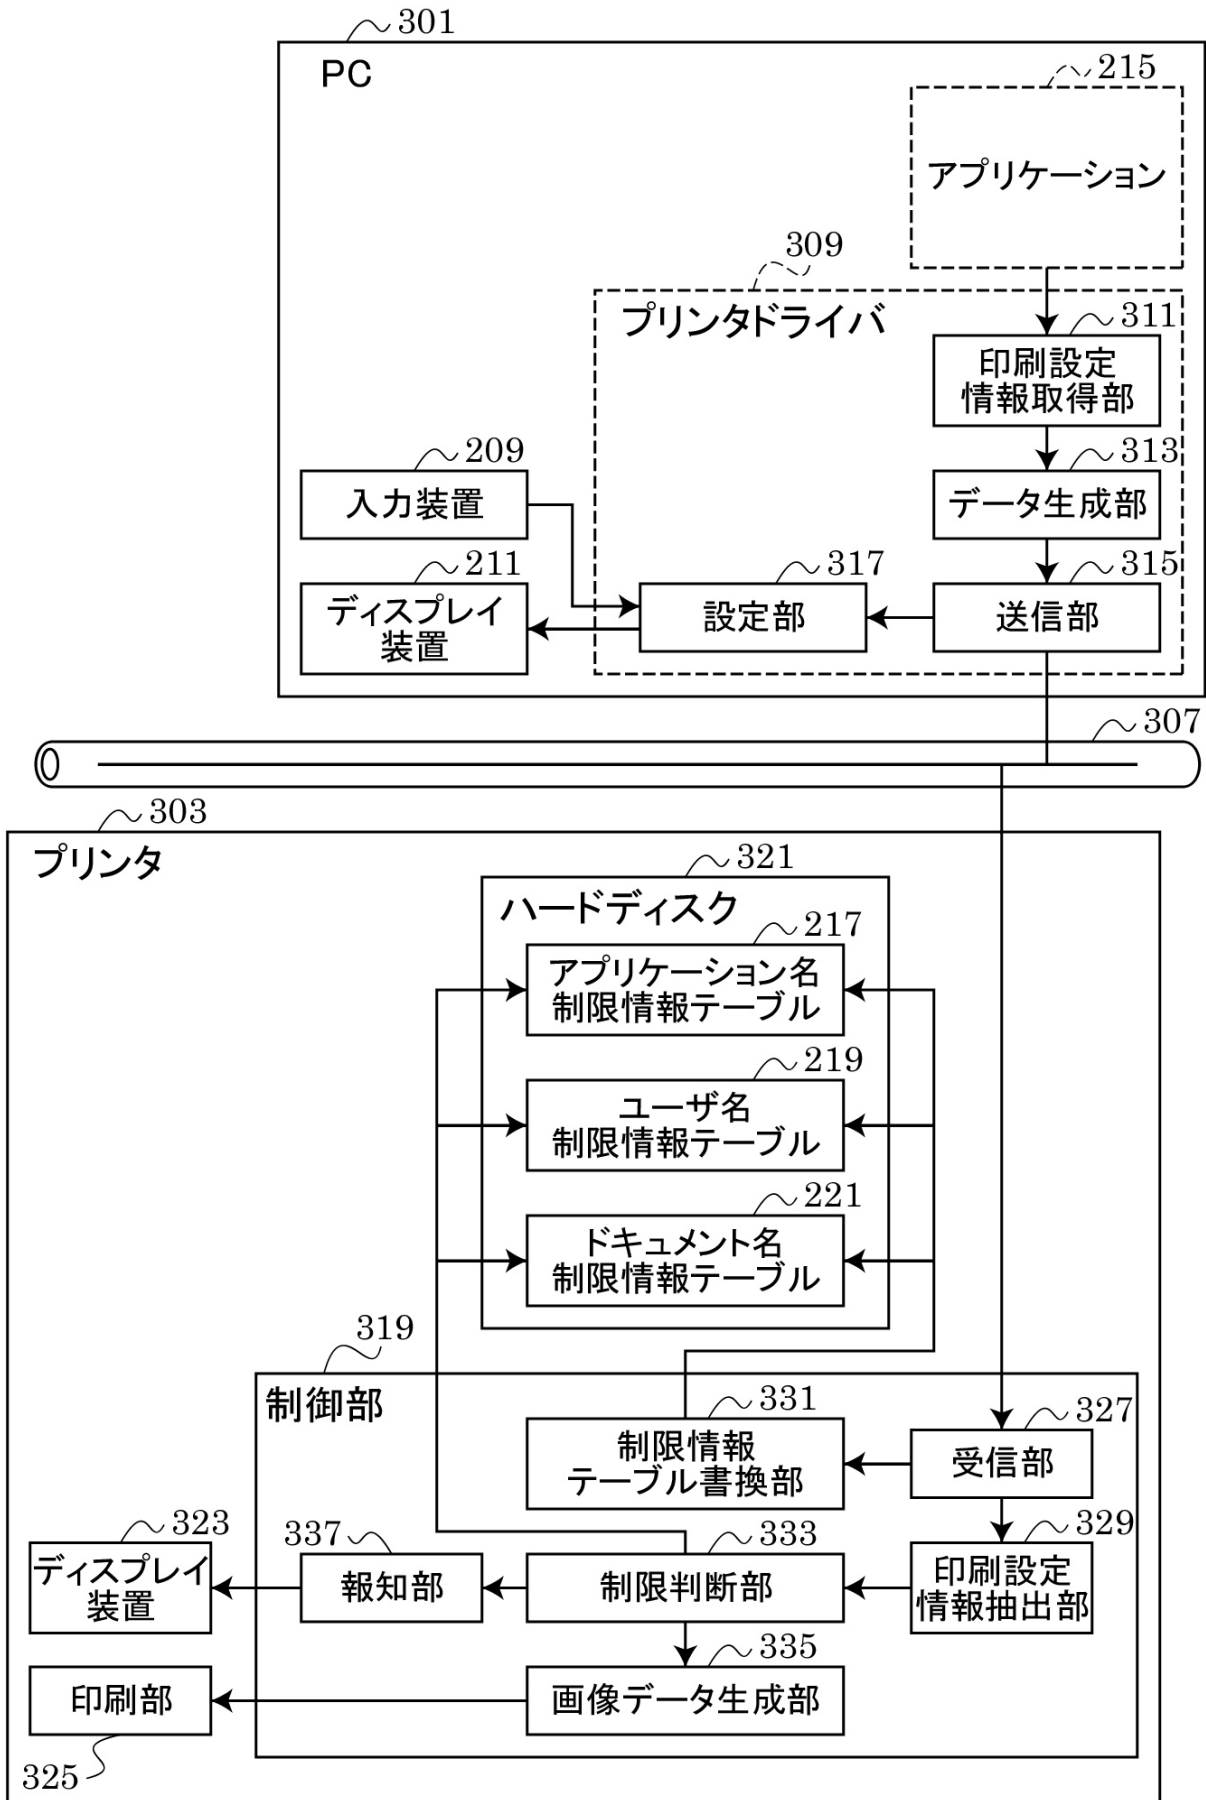 301
PC
215
アプリケーション
309
プリンタドライバ
311
印刷設定
情報取得部
209
入力装置
313
データ生成部
211
ディスプレイ
装置
317
設定部
315
送信部
307
303
プリンタ
321
ハードディスク
217
アプリケーション名
制限情報テーブル
219
ユーザ名
制限情報テーブル
221
ドキュメント名
制限情報テーブル
319
制御部
331
制限情報
テーブル書換部
327
受信部
323
ディスプレイ
装置
337
報知部
333
制限判断部
329
印刷設定
情報抽出部
335
画像データ生成部
印刷部
325